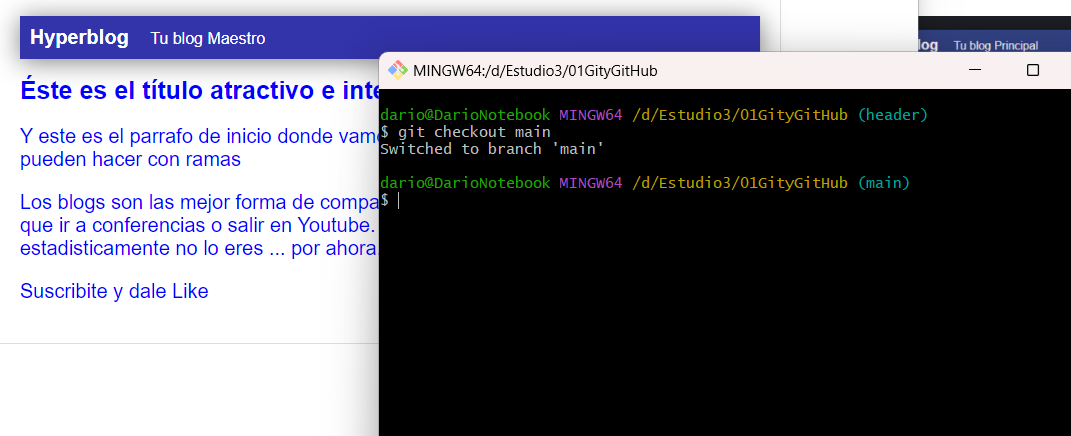 Hyperblog Tu blog Maestro
log Tu blog Principal
Éste es el título atractivo e inte
Y este es el parrafo de inicio donde vamo
pueden hacer con ramas
Los blogs son las mejor forma de compa
que ir a conferencias o salir en Youtube.
estadisticamente no lo eres ... por ahora.
Suscribite y dale Like
MINGW64:/d/Estudio3/01GityGitHub
dario@DarioNotebook MINGW64 /d/Estudio3/01GityGitHub (header)
$ git checkout main
Switched to branch 'main'
dario@DarioNotebook MINGW64 /d/Estudio3/01GityGitHub (main)
$